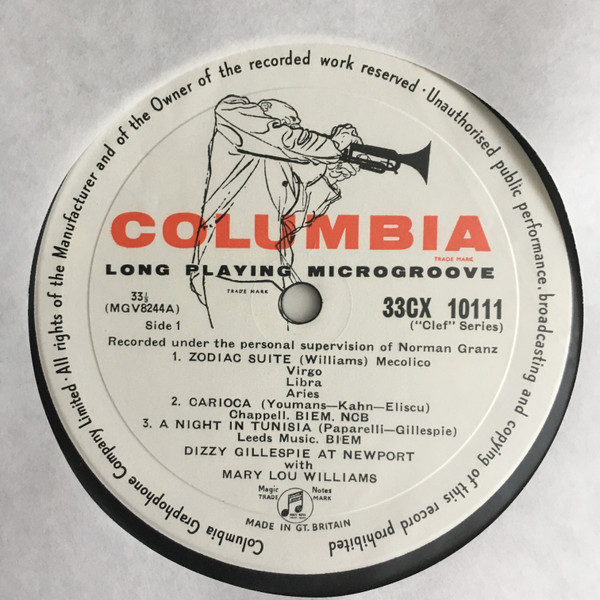 Columbia Graphophone Company Limited · All rights of the Manufacturer and of the Owner of the recorded work reserved · Unauthorised public performance, broadcasting and copying of this record prohibited
COLUMBIA
TRADE MARK
LONG PLAYING MICROGROOVE
TRADE MARK
33⅓
(MGV8244A)
33CX 10111
Side 1
("Clef" Series)
Recorded under the personal supervision of Norman Granz
1. ZODIAC SUITE (Williams) Mecolico
Virgo
Libra
Aries
2. CARIOCA (Youmans—Kahn—Eliscu)
Chappell, BIEM, NCB
3. A NIGHT IN TUNISIA (Paparelli—Gillespie)
Leeds Music. BIEM
DIZZY GILLESPIE AT NEWPORT
with
MARY LOU WILLIAMS
Magic Notes
TRADE MARK
MADE IN GT. BRITAIN